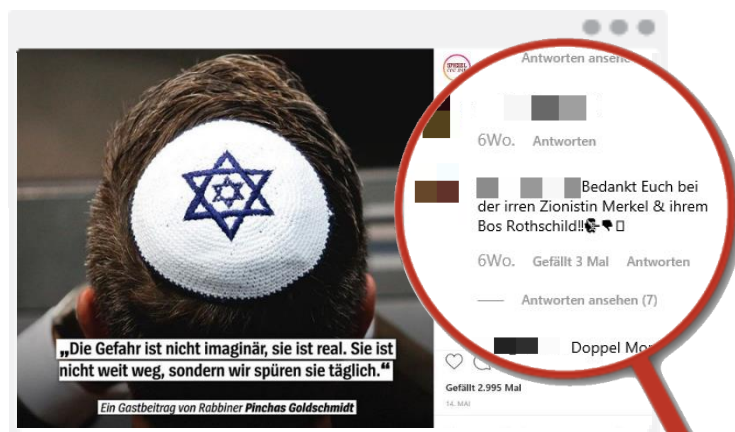 „Die Gefahr ist nicht imaginär, sie ist real. Sie ist
nicht weit weg, sondern wir spüren sie täglich.“
Ein Gastbeitrag von Rabbiner Pinchas Goldschmidt
SPIEGEL
Antworten ansehen
6Wo. Antworten
Bedankt Euch bei
der irren Zionistin Merkel & ihrem
Bos Rothschild!!
6Wo. Gefällt 3 Mal Antworten
Antworten ansehen (7)
Doppel
Gefällt 2.995 Mal
14. MAI